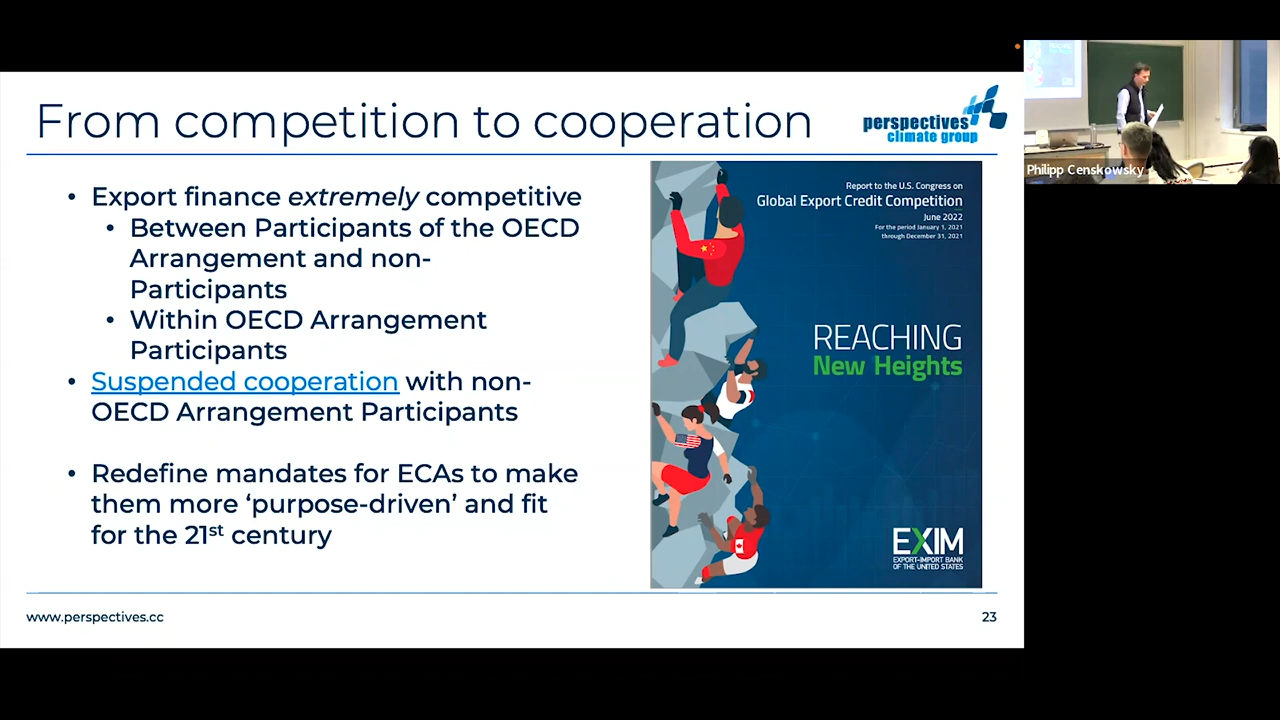 From competition to cooperation
perspectives
climate group
• Export finance extremely competitive
• Between Participants of the OECD
Arrangement and non-
Participants
• Within OECD Arrangement
Participants
• Suspended cooperation with non-
OECD Arrangement Participants
• Redefine mandates for ECAs to make
them more ‘purpose-driven’ and fit
for the 21st century
Report to the U.S. Congress on
Global Export Credit Competition
June 2022
For the period January 1, 2021
through December 31, 2021
REACHING
New Heights
EXIM
EXPORT-IMPORT BANK
OF THE UNITED STATES
www.perspectives.cc
23
Philipp Censkowsky